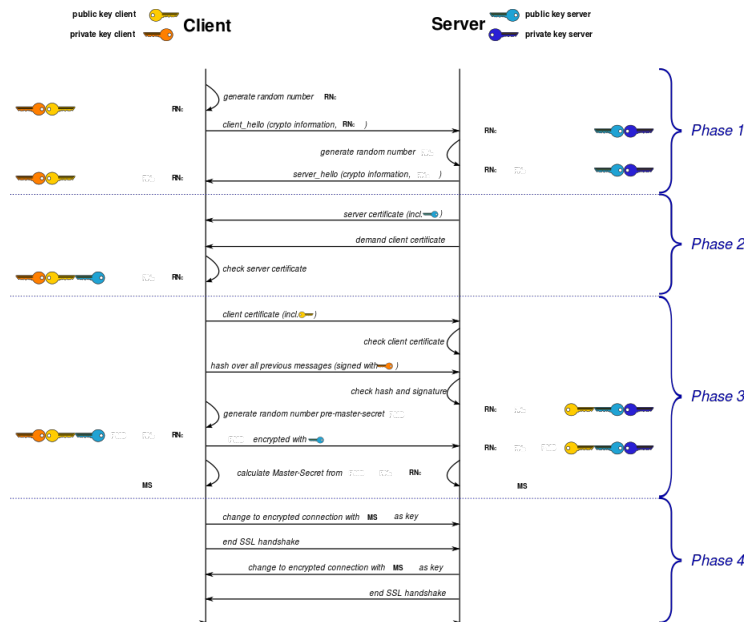 public key client
private key client
Client
Server
public key server
private key server
generate random number RNc
RNc
client_hello (crypto information, RNc )
RNc
Phase 1
generate random number
RNc
RNc
server_hello (crypto information, )
server certificate (incl. )
demand client certificate
Phase 2
check server certificate
RNc
client certificate (incl. )
check client certificate
hash over all previous messages (signed with )
check hash and signature
Phase 3
generate random number pre-master-secret
RNc
RNc
encrypted with
RNc
calculate Master-Secret from RNc
MS
MS
change to encrypted connection with MS as key
end SSL handshake
Phase 4
change to encrypted connection with MS as key
end SSL handshake